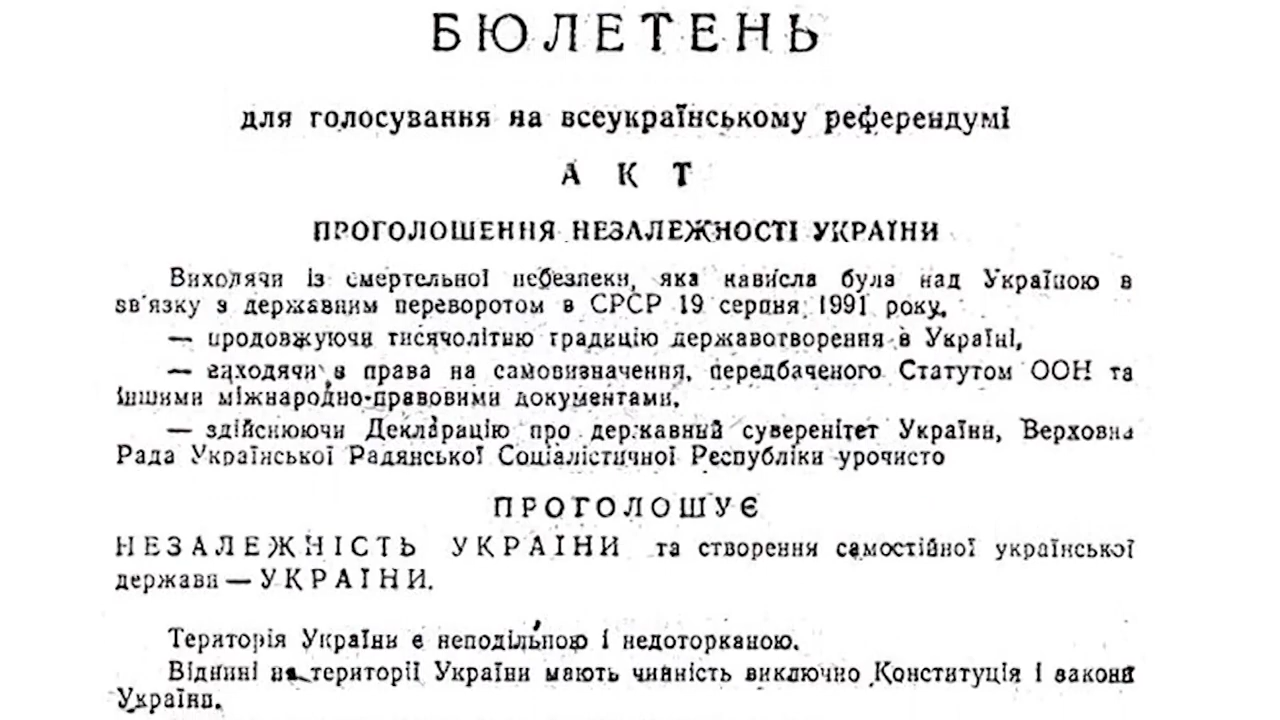 БЮЛЕТЕНЬ
для голосування на всеукраїнському референдумі
АКТ
ПРОГОЛОШЕННЯ НЕЗАЛЕЖНОСТІ УКРАЇНИ
Виходячи із смертельної небезпеки, яка нависла була над Україною в
зв'язку з державним переворотом в СРСР 19 серпня 1991 року,
— продовжуючи тисячолітню традицію державотворення в Україні,
— виходячи з права на самовизначення, передбаченого Статутом ООН та
іншими міжнародно-правовими документами,
— здійснюючи Декларацію про державний суверенітет України, Верховна
Рада Української Радянської Соціалістичної Республіки урочисто
ПРОГОЛОШУЄ
НЕЗАЛЕЖНІСТЬ УКРАЇНИ та створення самостійної української
держави — УКРАЇНИ.
Територія України є неподільною і недоторканою.
Віднині на території України мають чинність виключно Конституція і закони
України.